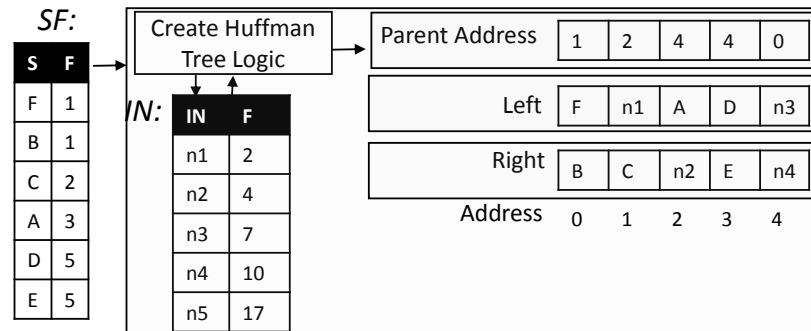 SF:
S F
F 1
B 1
C 2
A 3
D 5
E 5
Create Huffman
Tree Logic
IN:
IN F
n1 2
n2 4
n3 7
n4 10
n5 17
Parent Address 1 2 4 4 0
Left F n1 A D n3
Right B C n2 E n4
Address 0 1 2 3 4